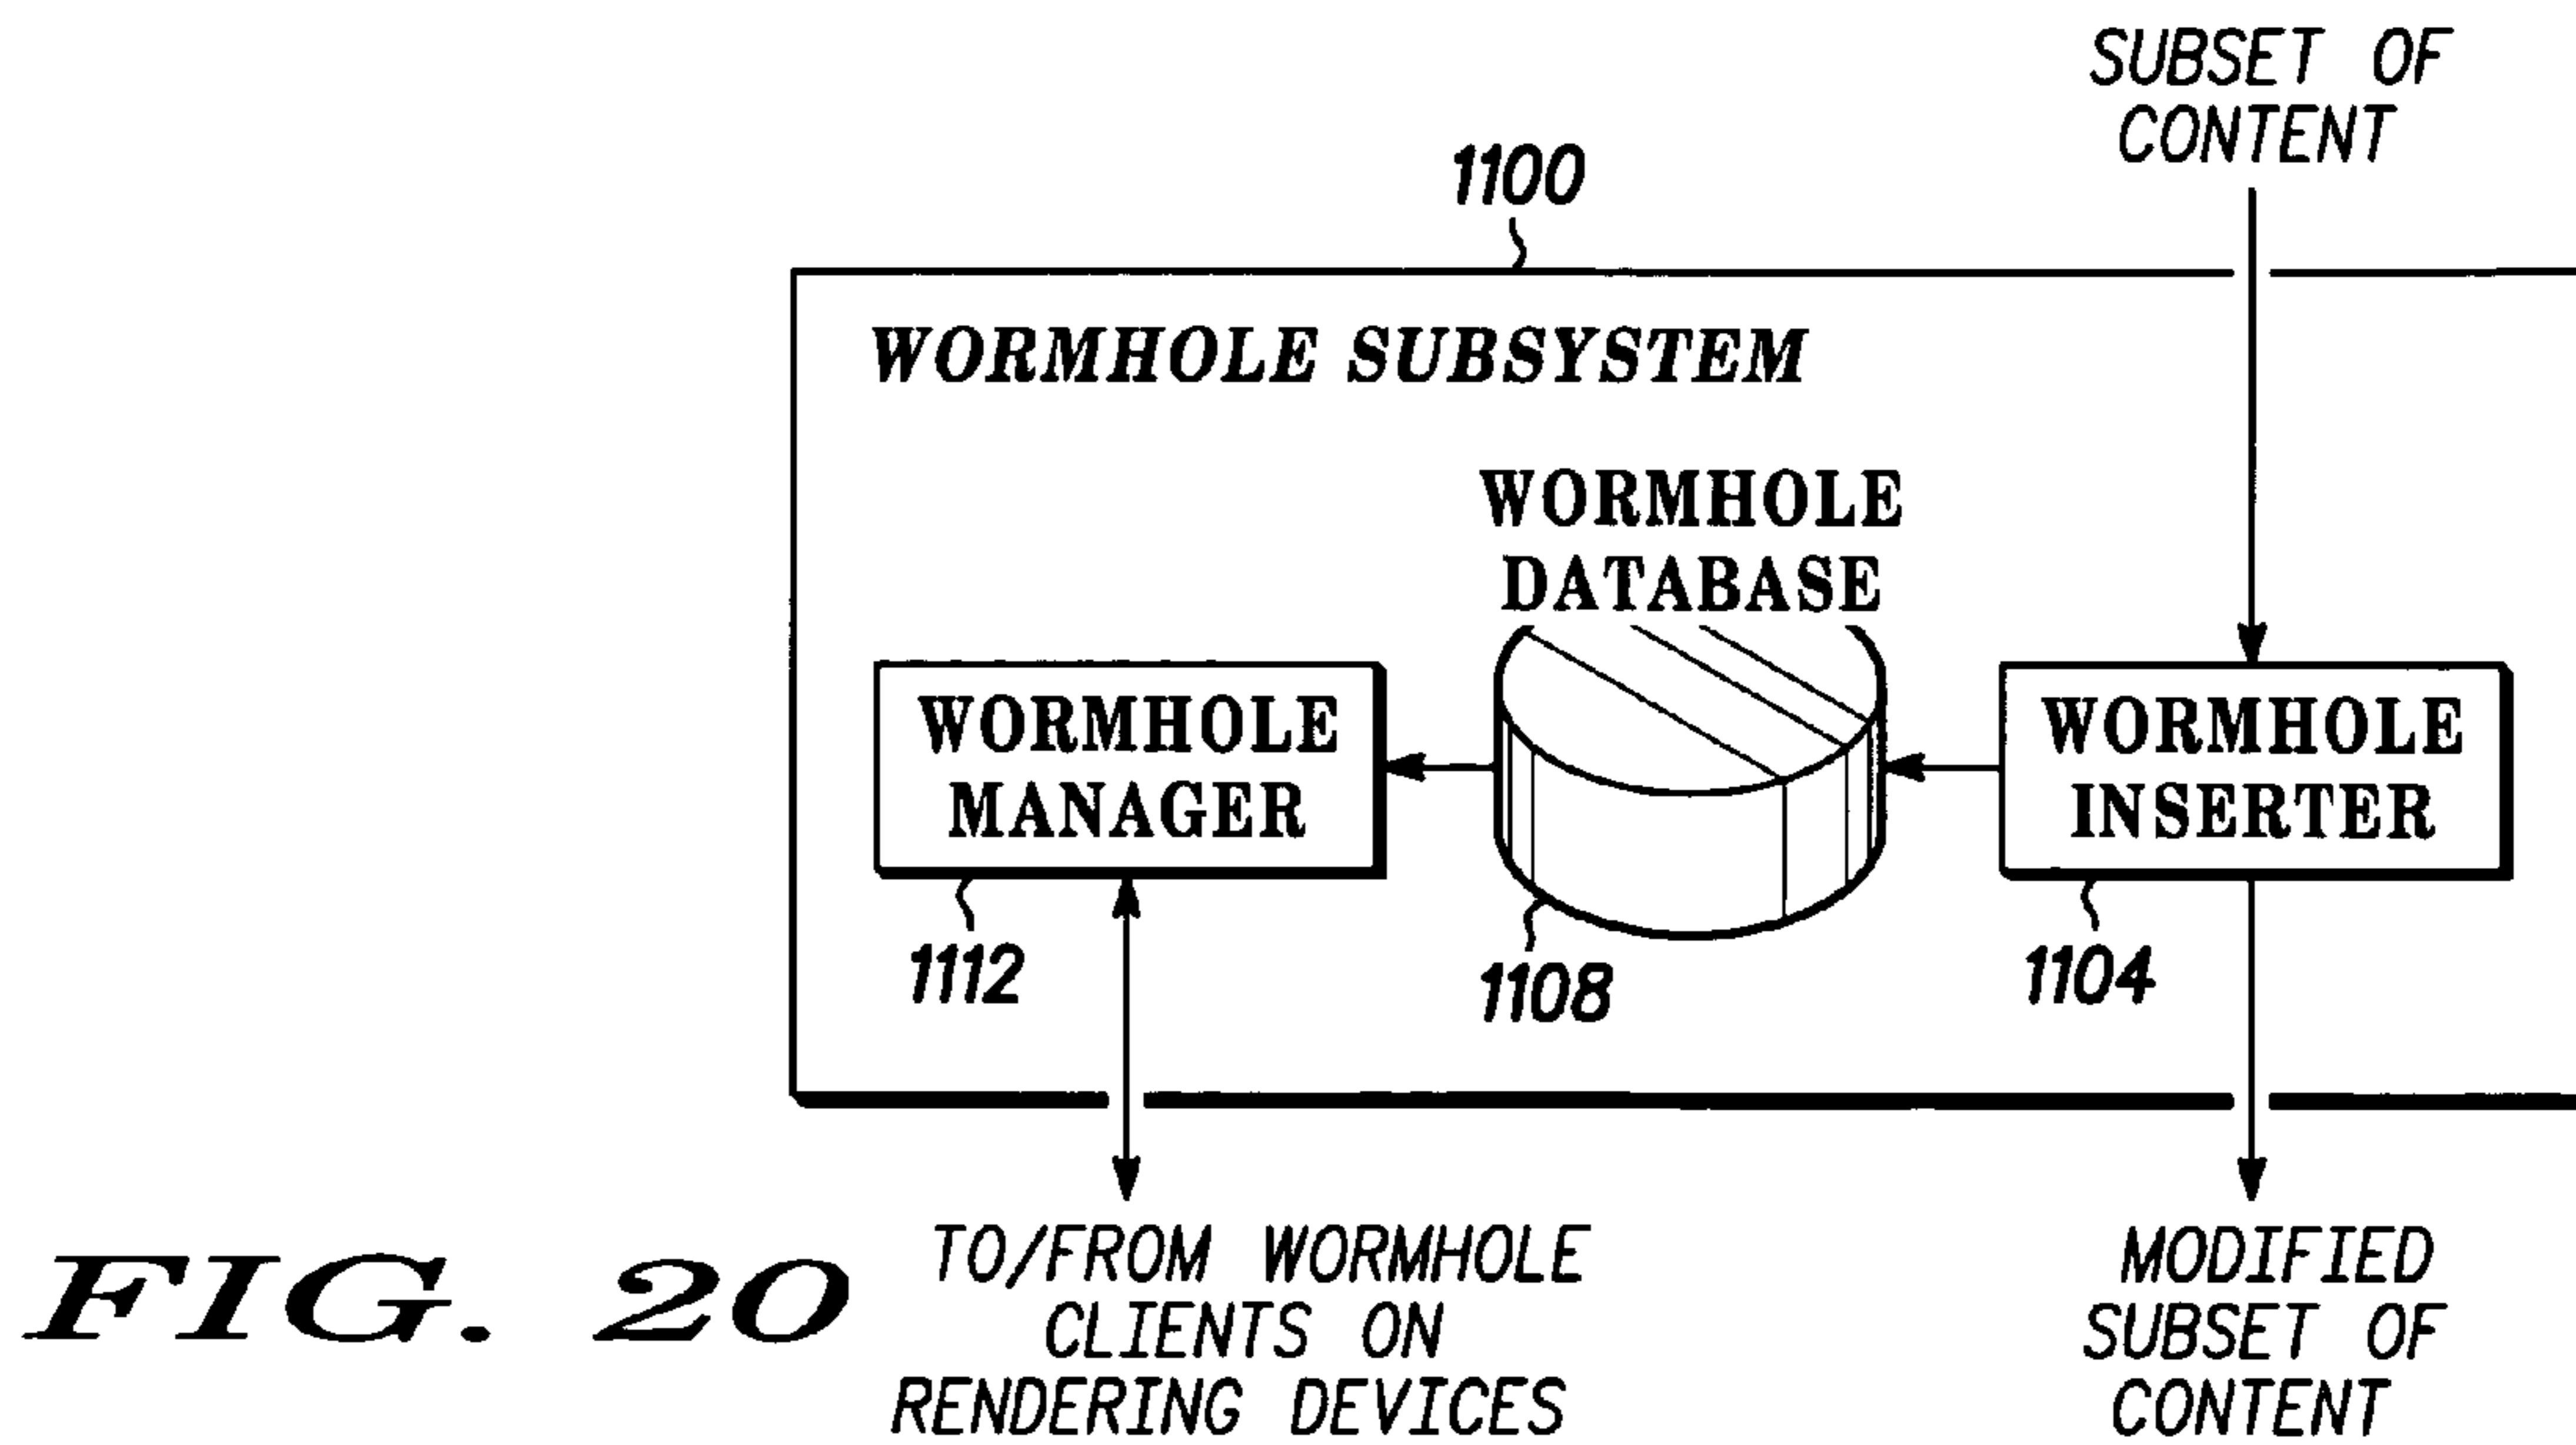 SUBSET OF
CONTENT
1100
WORMHOLE SUBSYSTEM
WORMHOLE
DATABASE
WORMHOLE
MANAGER
WORMHOLE
INSERTER
1112
1108
1104
FIG. 20
TO/FROM WORMHOLE
CLIENTS ON
RENDERING DEVICES
MODIFIED
SUBSET OF
CONTENT